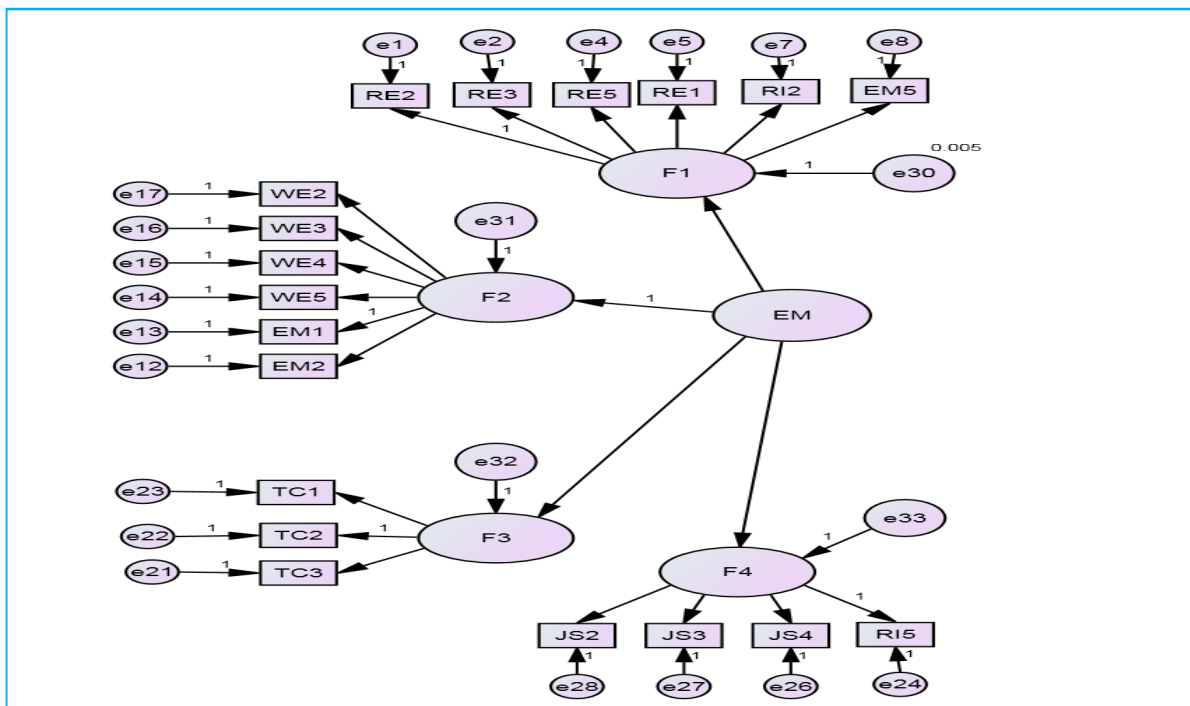 e1 e2 e4 e5 e7 e8
1 1 1 1 1 1
RE2 RE3 RE5 RE1 RI2 EM5
1
0.005
F1 1 e30
e17 1 WE2
e16 1 WE3
e15 1 WE4
e14 1 WE5
e13 1 EM1
e12 1 EM2
e31
1
F2 1 EM
1
e32
1
e23 1 TC1
e22 1 TC2 1 F3
e21 1 TC3
e33
1
F4
1
JS2 JS3 JS4 RI5
1 1 1 1
e28 e27 e26 e24